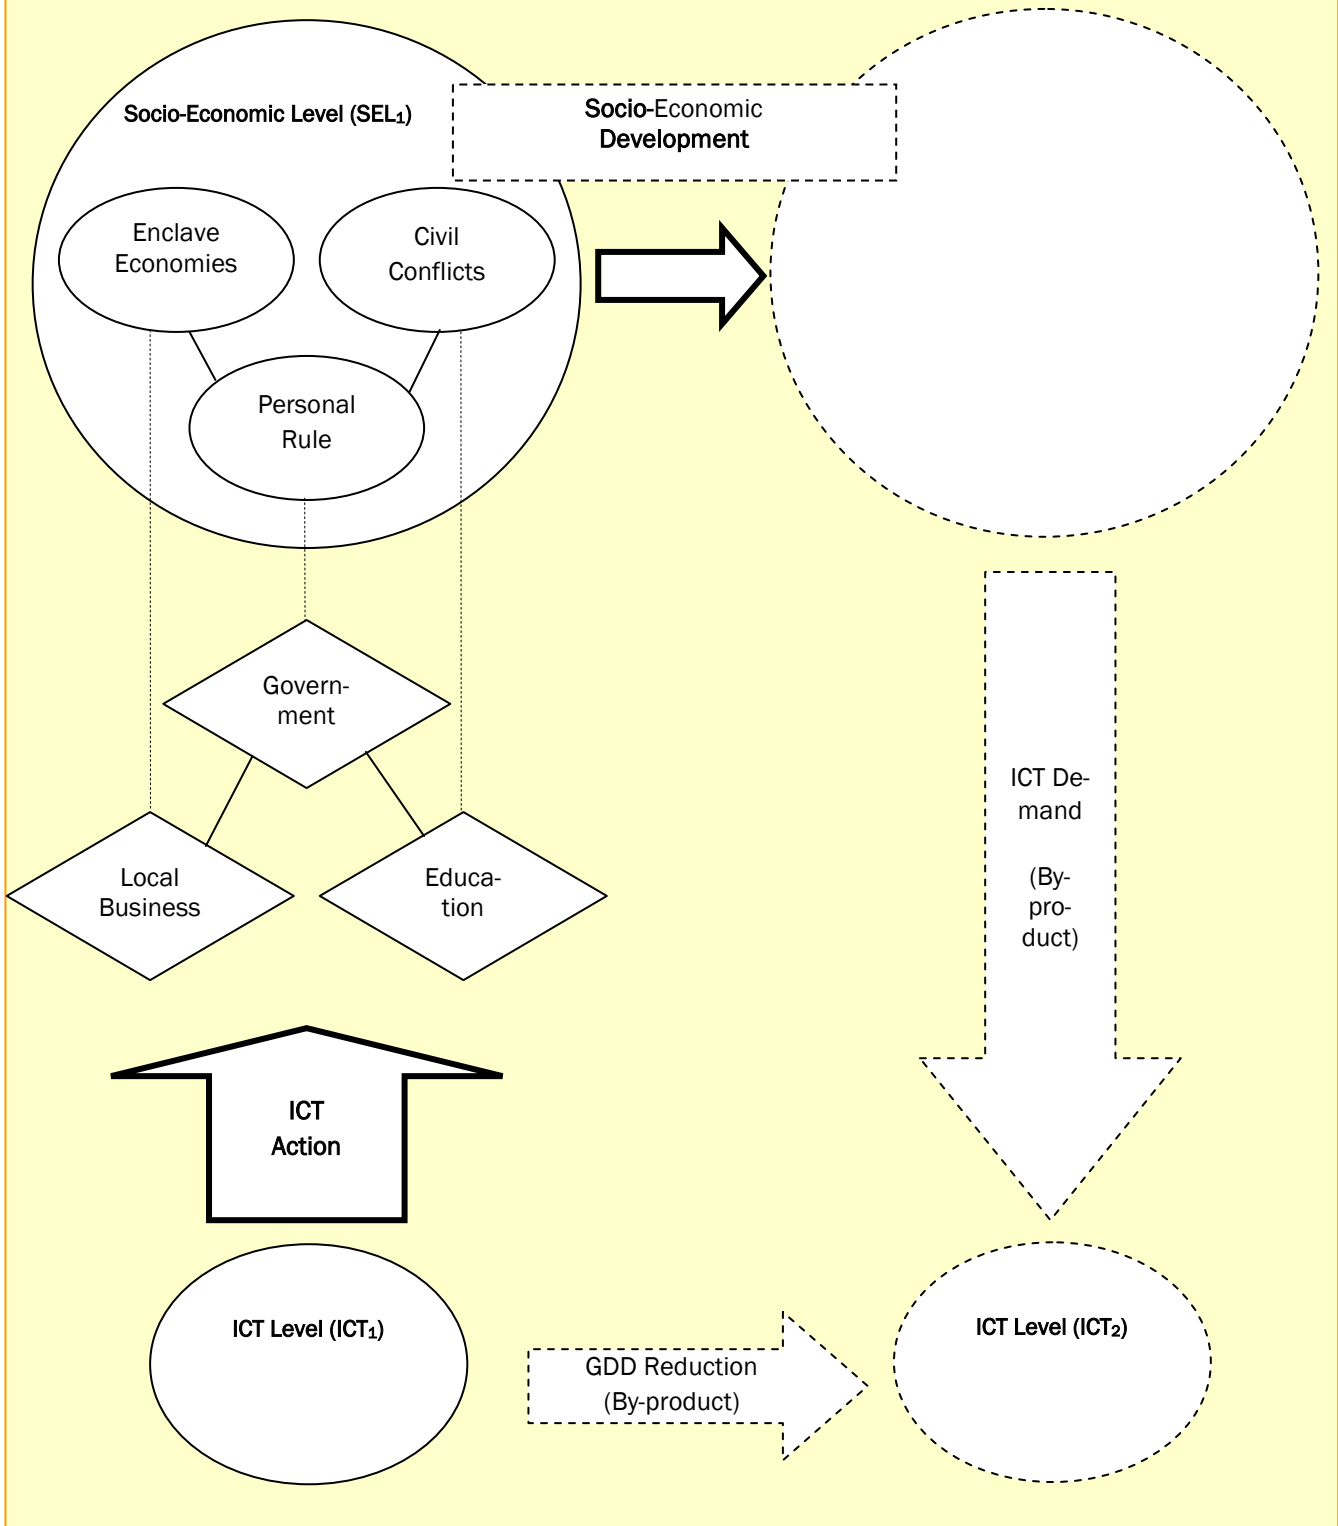 Socio-Economic Level (SEL₁)
Socio-Economic
Development
Enclave
Economies
Civil
Conflicts
Personal
Rule
Govern-
ment
Local
Business
Educa-
tion
ICT De-
mand
(By-
pro-
duct)
ICT
Action
ICT Level (ICT₁)
GDD Reduction
(By-product)
ICT Level (ICT₂)